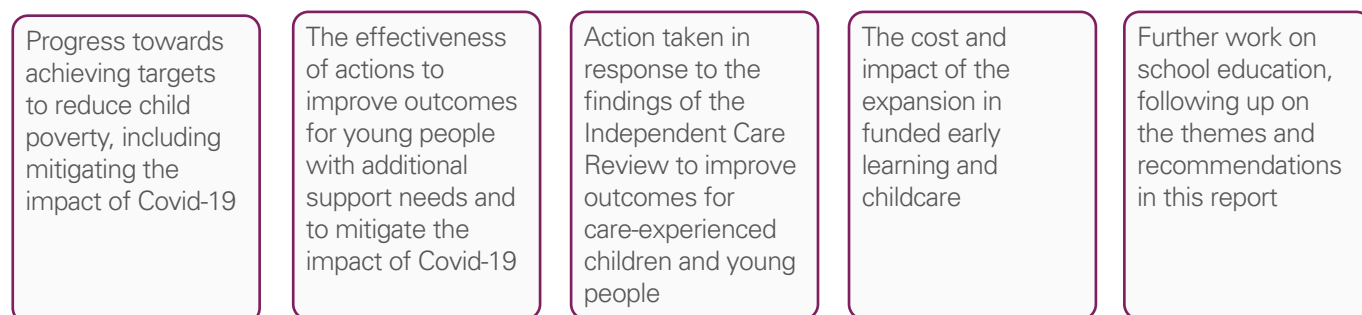 Progress towards
achieving targets
to reduce child
poverty, including
mitigating the
impact of Covid-19
The effectiveness
of actions to
improve outcomes
for young people
with additional
support needs and
to mitigate the
impact of Covid-19
Action taken in
response to the
findings of the
Independent Care
Review to improve
outcomes for
care-experienced
children and young
people
The cost and
impact of the
expansion in
funded early
learning and
childcare
Further work on
school education,
following up on
the themes and
recommendations
in this report